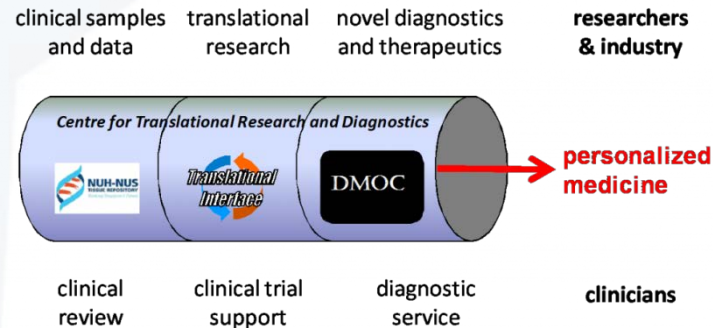 clinical samples
and data
translational
research
novel diagnostics
and therapeutics
researchers
& industry
Centre for Translational Research and Diagnostics
NUH-NUS
TISSUE REPOSITORY
Translational
Interface
DMOC
personalized
medicine
clinical
review
clinical trial
support
diagnostic
service
clinicians